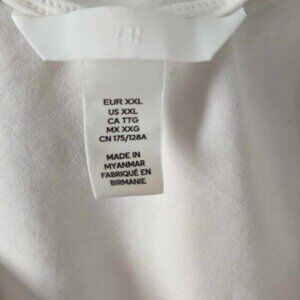 H&M
EUR XXL
US XXL
CA TTG
MX XXG
CN 175/128A
MADE IN
MYANMAR
FABRIQUÉ EN
BIRMANIE